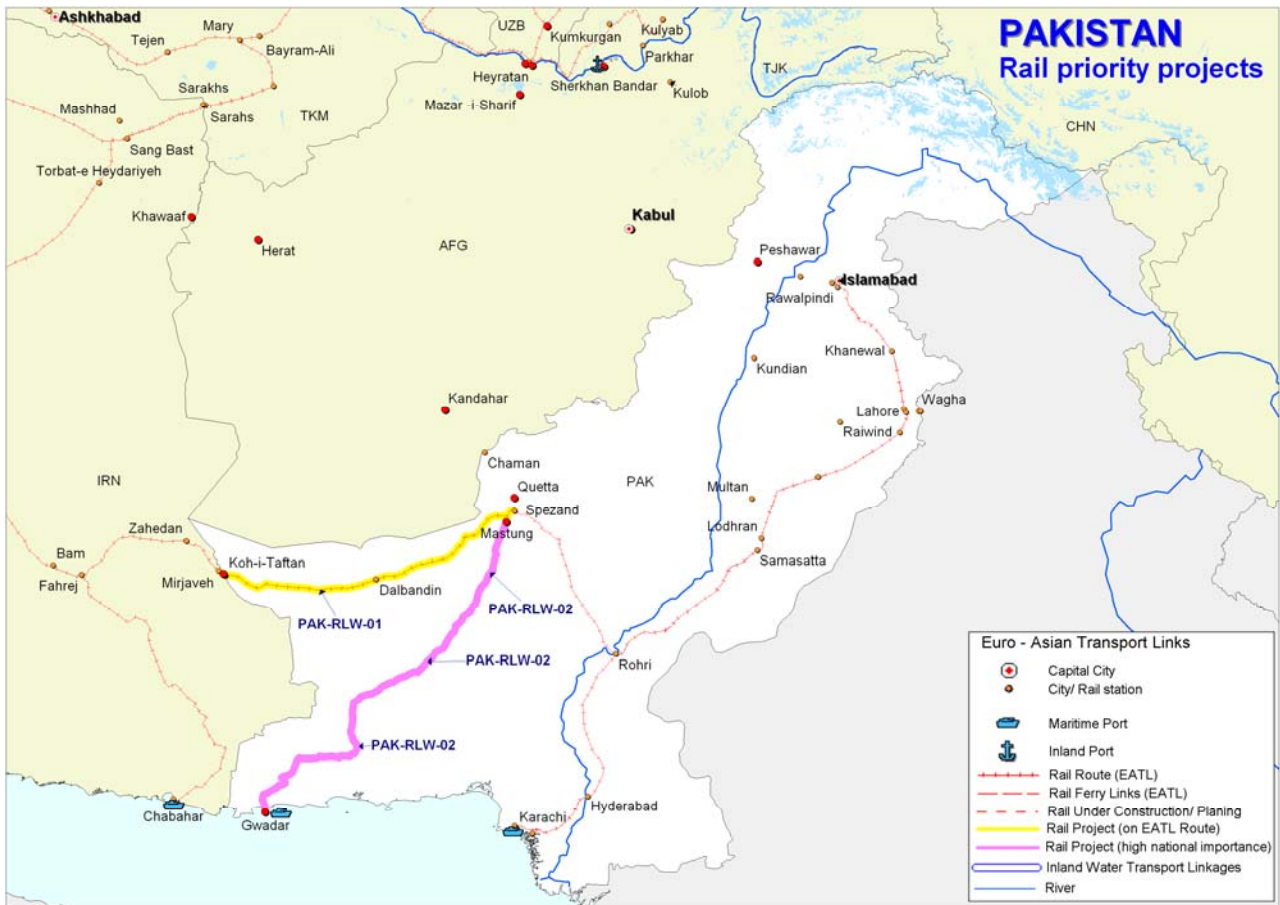 PAKISTAN
Rail priority projects
Ashkhabad
Tejen
Mary
Bayram-Ali
UZB
Kumkurgan
Kulyab
Parkhar
Heyratan
Sherkhan Bandar
TJK
Kulob
Mazar -i-Sharif
CHN
Mashhad
Sarakhs
Sarahs
TKM
Sang Bast
Torbat-e Heydariyeh
Khawaaf
Herat
AFG
Kabul
Peshawar
Islamabad
Rawalpindi
Khanewal
Kundian
Kandahar
Lahore
Wagha
Raiwind
Chaman
IRN
Quetta
PAK
Multan
Spezand
Mastung
Lodhran
Zahedan
Samasatta
Bam
Koh-i-Taftan
Fahrej
Mirjaveh
Dalbandin
PAK-RLW-01
PAK-RLW-02
Rohri
PAK-RLW-02
PAK-RLW-02
Chabahar
Gwadar
Karachi
Hyderabad
Euro - Asian Transport Links
Capital City
City/ Rail station
Maritime Port
Inland Port
Rail Route (EATL)
Rail Ferry Links (EATL)
Rail Under Construction/ Planing
Rail Project (on EATL Route)
Rail Project (high national importance)
Inland Water Transport Linkages
River